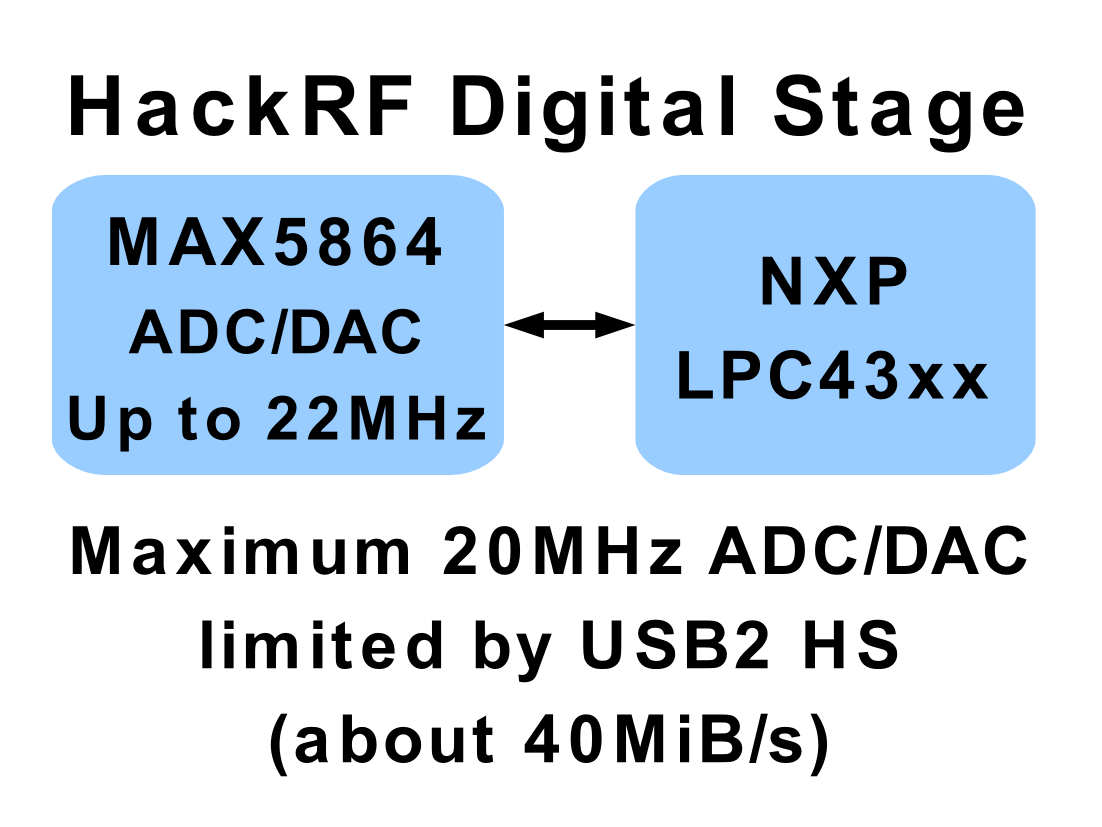 HackRF Digital Stage
MAX5864
ADC/DAC
Up to 22MHz
NXP
LPC43xx
Maximum 20MHz ADC/DAC
limited by USB2 HS
(about 40MiB/s)